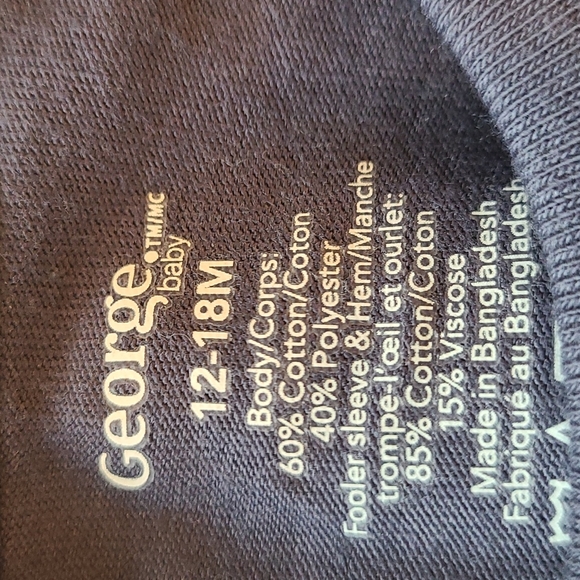 George.TM/MC
baby
12-18M
Body/Corps:
60% Cotton/Coton
40% Polyester
Fooler sleeve & Hem/Manche
trompe-l'œil et ourlet:
85% Cotton/Coton
15% Viscose
Made in Bangladesh
Fabriqué au Bangladesh